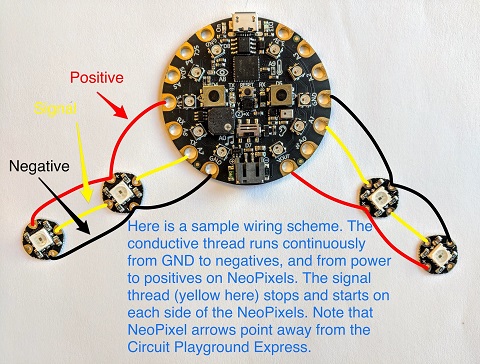 Positive
Signal
Negative
GND
GND
Here is a sample wiring scheme. The
conductive thread runs continuously
from GND to negatives, and from power
to positives on NeoPixels. The signal
thread (yellow here) stops and starts on
each side of the NeoPixels. Note that
NeoPixel arrows point away from the
Circuit Playground Express.